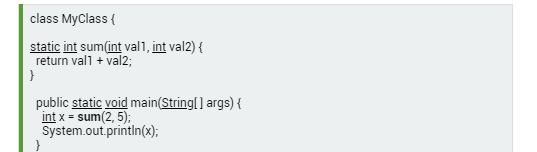 class MyClass {
static int sum(int val1, int val2) {
return val1 + val2;
}
public static void main(String[ ] args) {
int x = sum(2, 5);
System.out.println(x);
}